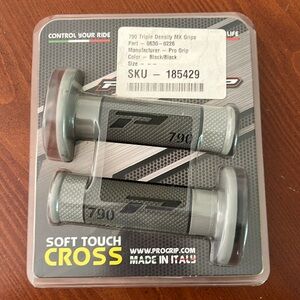 CONTROL YOUR RIDE
LIFE
790 Triple Density MX Grips
Part - 0630-0226
Manufacturer - Pro Grip
Color - Black/Black
Size - - -
SKU - 185429
790
790
SOFT TOUCH
CROSS
WWW.PROGRIP.COM
MADE IN ITALY